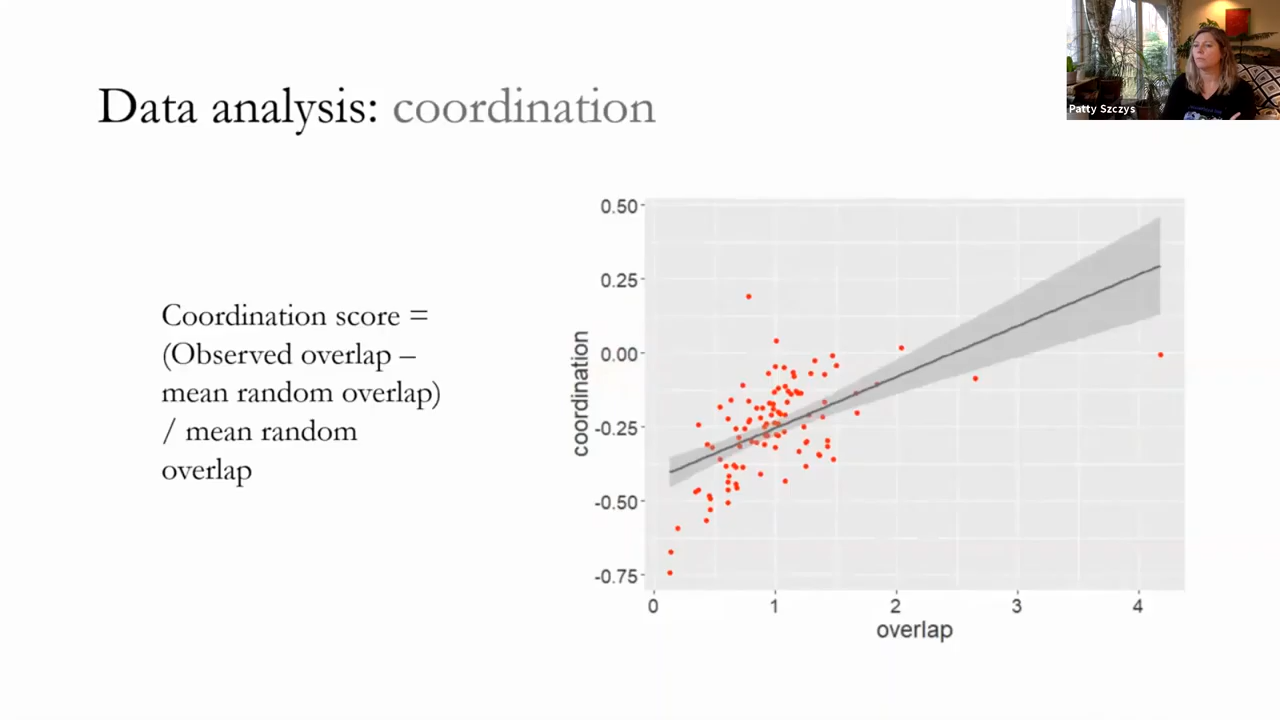 Data analysis: coordination
Patty Szczys
Coordination score =
(Observed overlap –
mean random overlap)
/ mean random
overlap
0.50
0.25
0.00
-0.25
-0.50
-0.75
coordination
0 1 2 3 4
overlap